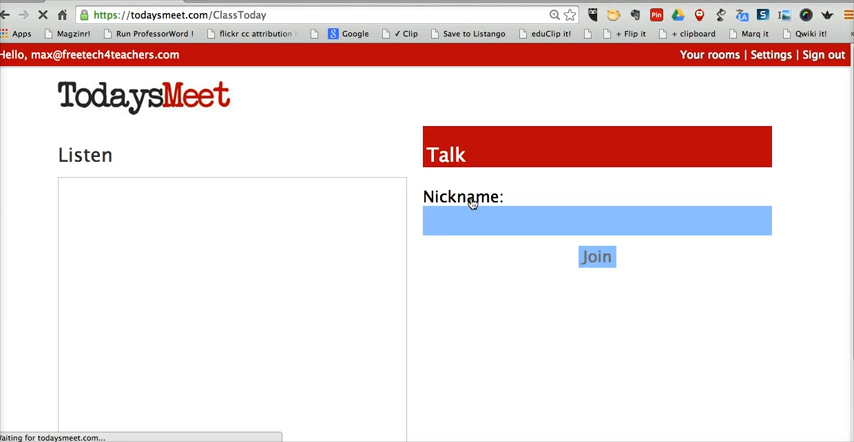 https://todaysmeet.com/ClassToday
Apps Magzinr! Run ProfessorWord ! flickr cc attribution Google ✓ Clip Save to Listango eduClip it! + Flip it + clipboard Marq it Qwiki it!
Hello, max@freetech4teachers.com Your rooms | Settings | Sign out
TodaysMeet
Listen
Talk
Nickname:
Join
Waiting for todaysmeet.com...